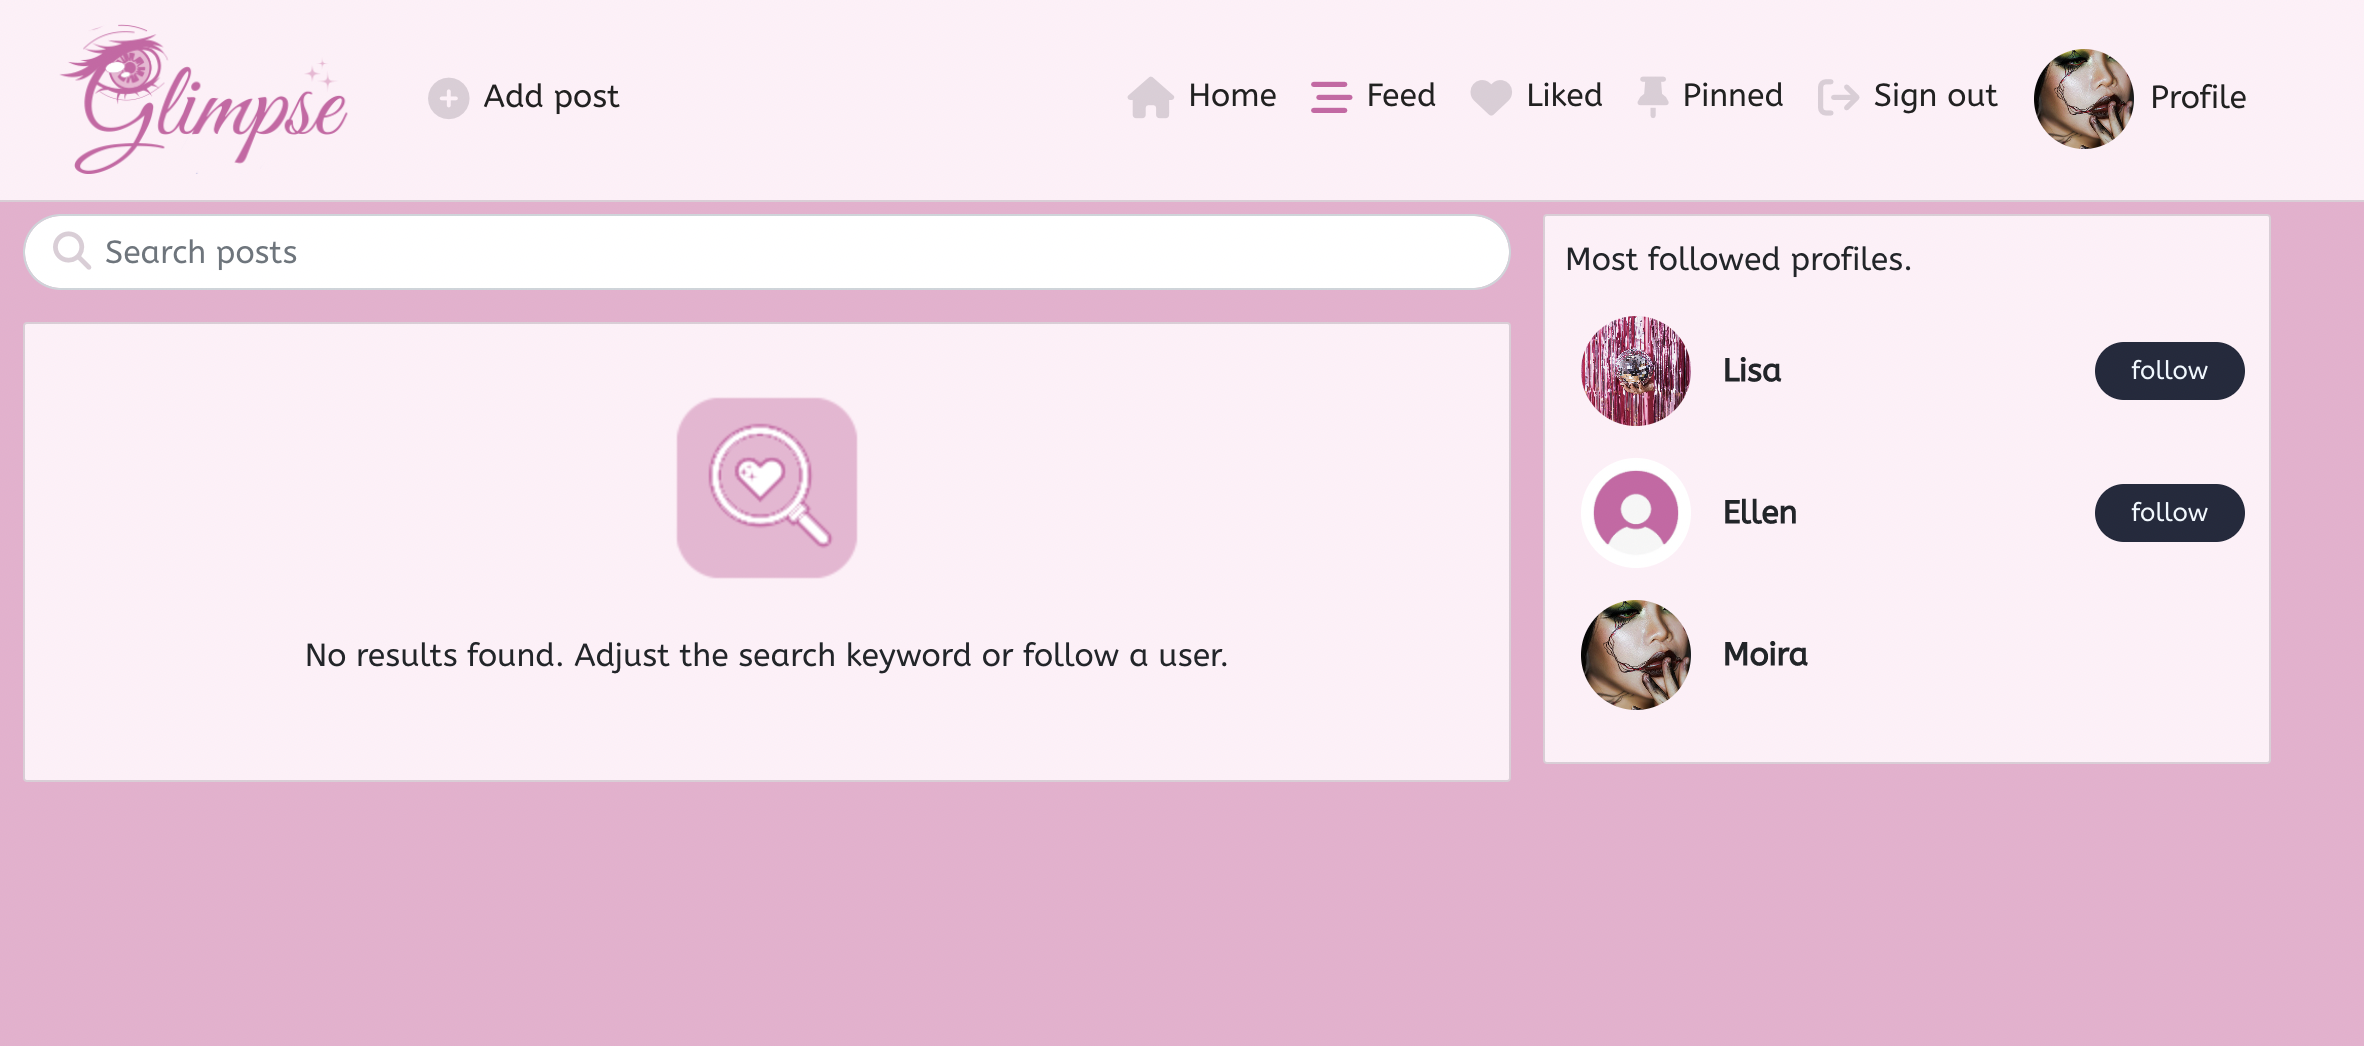 Glimpse
Add post
Home
Feed
Liked
Pinned
Sign out
Profile
Search posts
No results found. Adjust the search keyword or follow a user.
Most followed profiles.
Lisa
follow
Ellen
follow
Moira